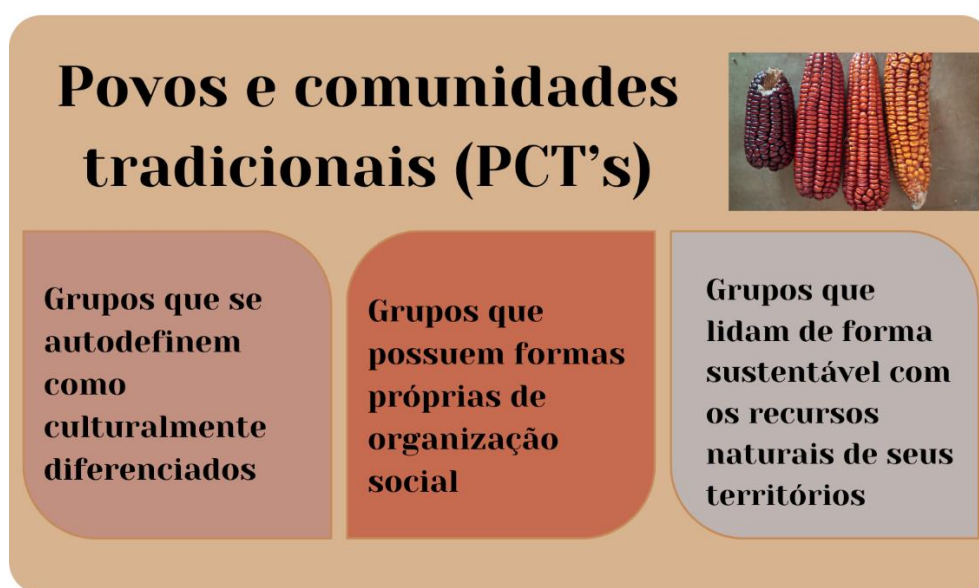 Povos e comunidades
tradicionais (PCT’s)
Grupos que se
autodefinem
como
culturalmente
diferenciados
Grupos que
possuem formas
próprias de
organização
social
Grupos que
lidam de forma
sustentável com
os recursos
naturais de seus
territórios